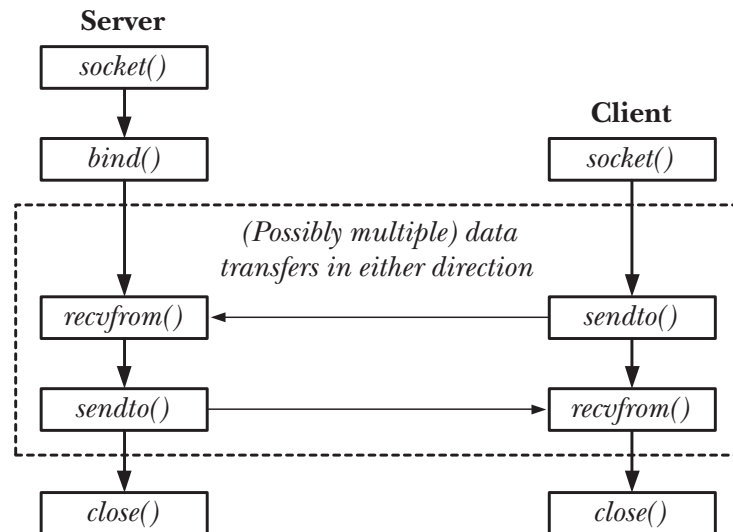 Server
socket()
Client
bind()
socket()
(Possibly multiple) data
transfers in either direction
recvfrom()
sendto()
sendto()
recvfrom()
close()
close()